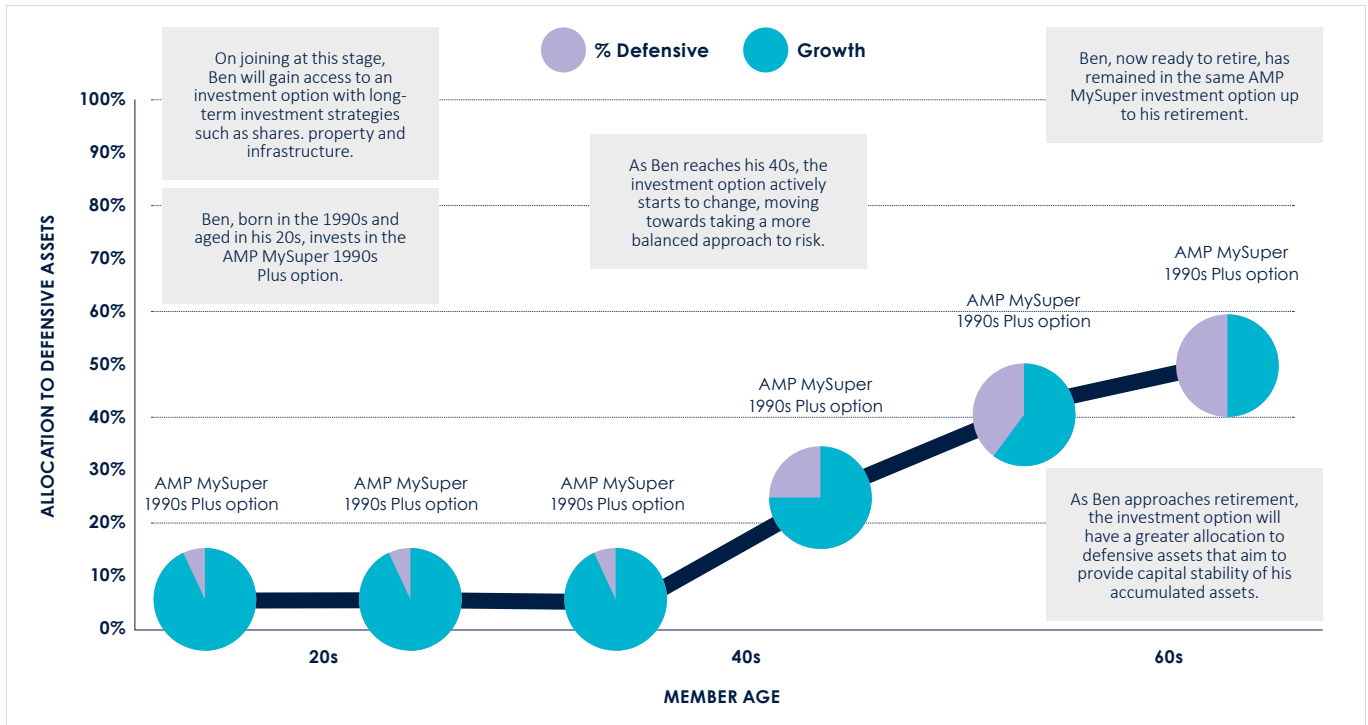 % Defensive
Growth
On joining at this stage,
Ben will gain access to an
investment option with long-
term investment strategies
such as shares. property and
infrastructure.
Ben, born in the 1990s and
aged in his 20s, invests in the
AMP MySuper 1990s
Plus option.
As Ben reaches his 40s, the
investment option actively
starts to change, moving
towards taking a more
balanced approach to risk.
Ben, now ready to retire, has
remained in the same AMP
MySuper investment option up
to his retirement.
ALLOCATION TO DEFENSIVE ASSETS
100%
90%
80%
70%
60%
50%
40%
30%
20%
10%
0%
AMP MySuper
1990s Plus option
AMP MySuper
1990s Plus option
AMP MySuper
1990s Plus option
AMP MySuper
1990s Plus option
AMP MySuper
1990s Plus option
AMP MySuper
1990s Plus option
As Ben approaches retirement,
the investment option will
have a greater allocation to
defensive assets that aim to
provide capital stability of his
accumulated assets.
20s
40s
60s
MEMBER AGE